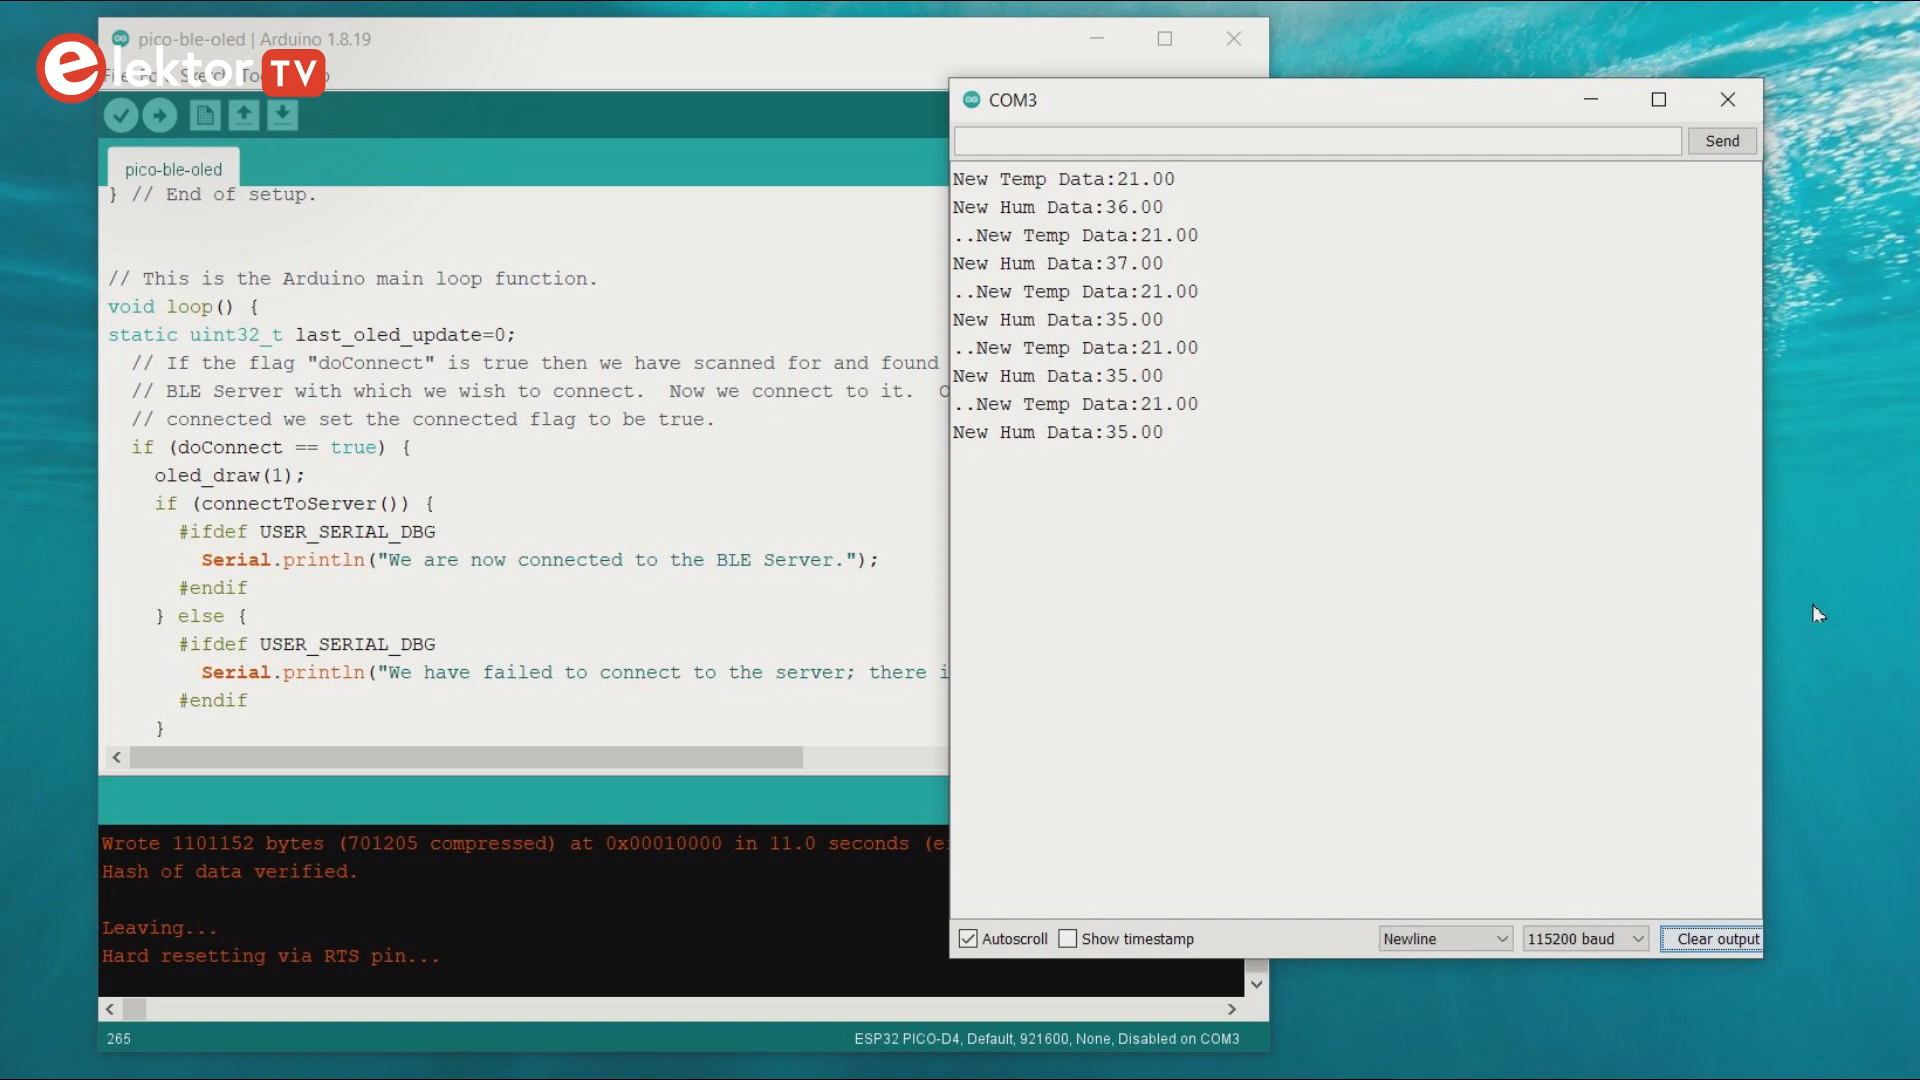 pico-ble-oled | Arduino 1.8.19
elektor TV
pico-ble-oled
} // End of setup.
// This is the Arduino main loop function.
void loop() {
static uint32_t last_oled_update=0;
// If the flag "doConnect" is true then we have scanned for and found
// BLE Server with which we wish to connect.  Now we connect to it.
// connected we set the connected flag to be true.
if (doConnect == true) {
oled_draw(1);
if (connectToServer()) {
#ifdef USER_SERIAL_DBG
Serial.println("We are now connected to the BLE Server.");
#endif
} else {
#ifdef USER_SERIAL_DBG
Serial.println("We have failed to connect to the server; there i
#endif
}
Wrote 1101152 bytes (701205 compressed) at 0x00010000 in 11.0 seconds (e
Hash of data verified.
Leaving...
Hard resetting via RTS pin...
265
ESP32 PICO-D4, Default, 921600, None, Disabled on COM3
COM3
Send
New Temp Data:21.00
New Hum Data:36.00
..New Temp Data:21.00
New Hum Data:37.00
..New Temp Data:21.00
New Hum Data:35.00
..New Temp Data:21.00
New Hum Data:35.00
..New Temp Data:21.00
New Hum Data:35.00
Autoscroll
Show timestamp
Newline
115200 baud
Clear output